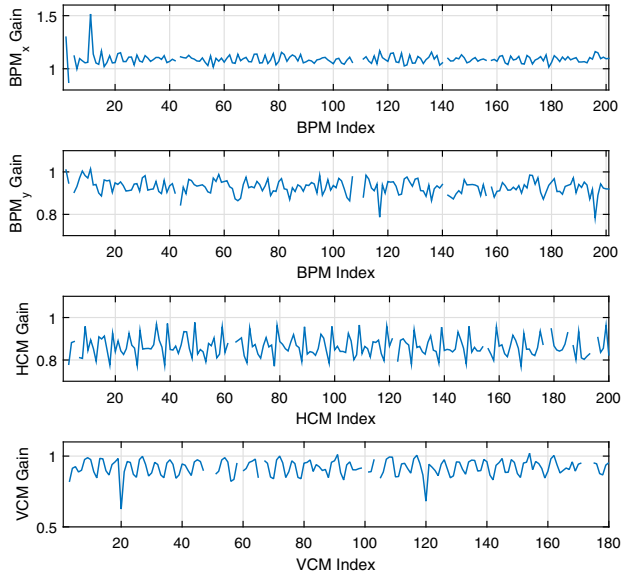 BPMx Gain
1.5
1
20 40 60 80 100 120 140 160 180 200
BPM Index
BPMy Gain
1
0.8
20 40 60 80 100 120 140 160 180 200
BPM Index
HCM Gain
1
0.8
20 40 60 80 100 120 140 160 180 200
HCM Index
VCM Gain
1
0.5
20 40 60 80 100 120 140 160 180
VCM Index